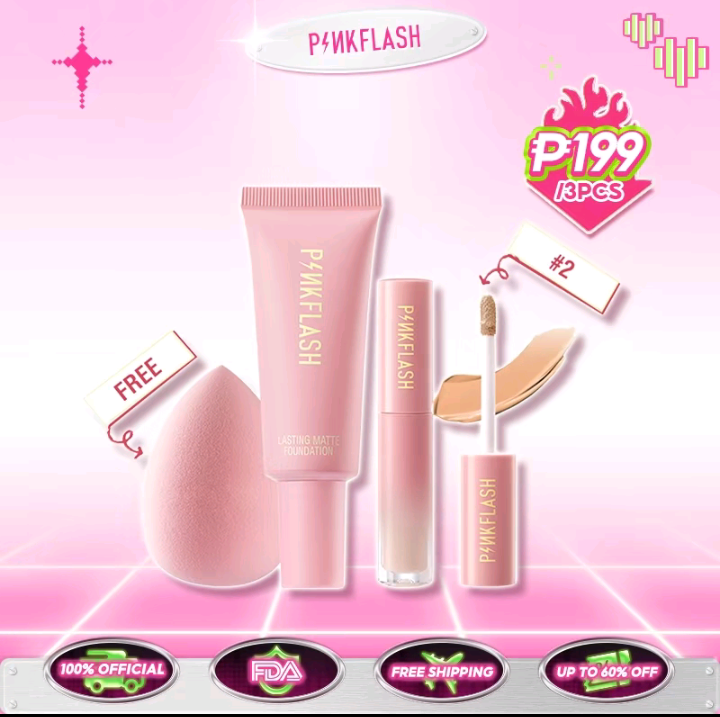 PINKFLASH
₱199
/3PCS
#2
FREE
PINKFLASH
LASTING MATTE
FOUNDATION
PINKFLASH
PINKFLASH
100% OFFICIAL
FDA
FREE SHIPPING
UP TO 60% OFF